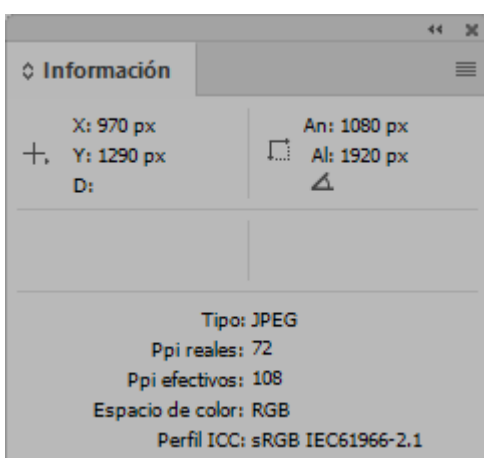 Información
X: 970 px
Y: 1290 px
D:
An: 1080 px
Al: 1920 px
Tipo: JPEG
Ppi reales: 72
Ppi efectivos: 108
Espacio de color: RGB
Perfil ICC: sRGB IEC61966-2.1